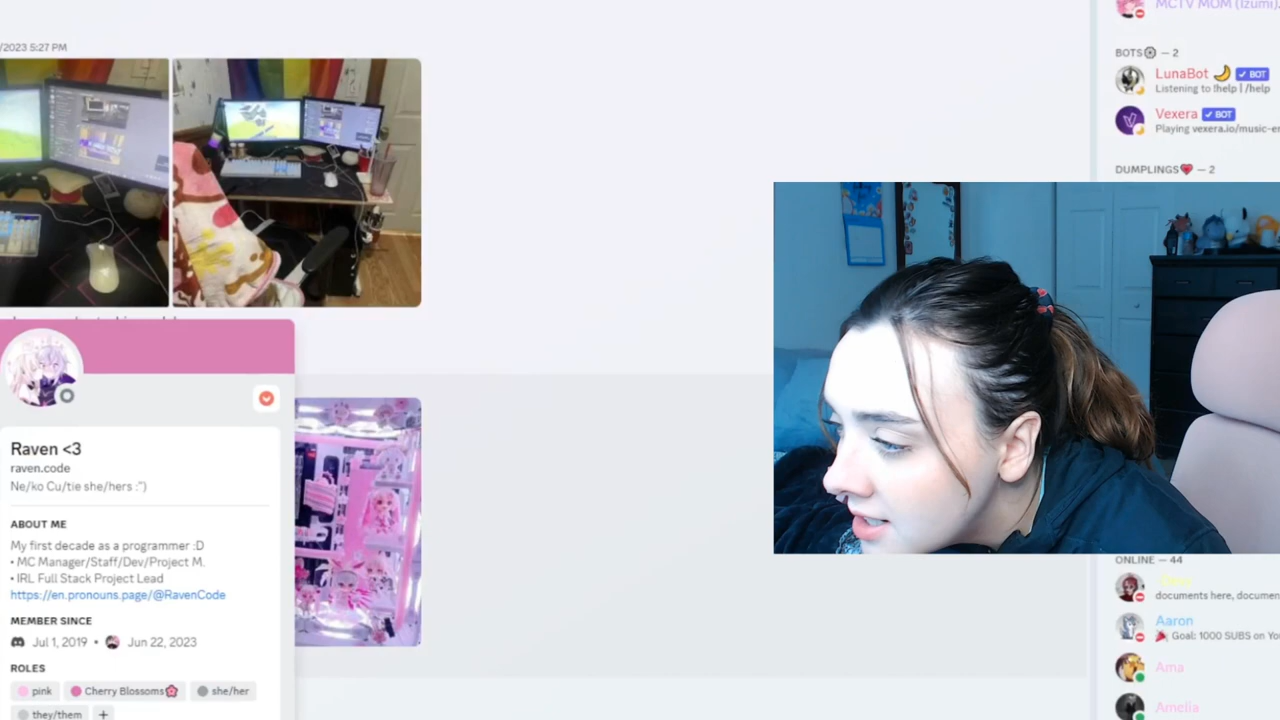 /2023 5:27 PM
Raven <3
raven.code
Ne/ko Cu/tie she/hers :")
ABOUT ME
My first decade as a programmer :D
• MC Manager/Staff/Dev/Project M.
• IRL Full Stack Project Lead
https://en.pronouns.page/@RavenCode
MEMBER SINCE
Jul 1, 2019 • Jun 22, 2023
ROLES
pink Cherry Blossoms🌸 she/her
they/them +
MCTV MOM (Izumi)
BOTS — 2
LunaBot 🌙 ✓ BOT
Listening to !help | /help
Vexera ✓ BOT
Playing vexera.io/music-e
DUMPLINGS💗 — 2
ONLINE — 44
documents here, documen
Aaron
🎉 Goal: 1000 SUBS on Yo
Ama
Amelia